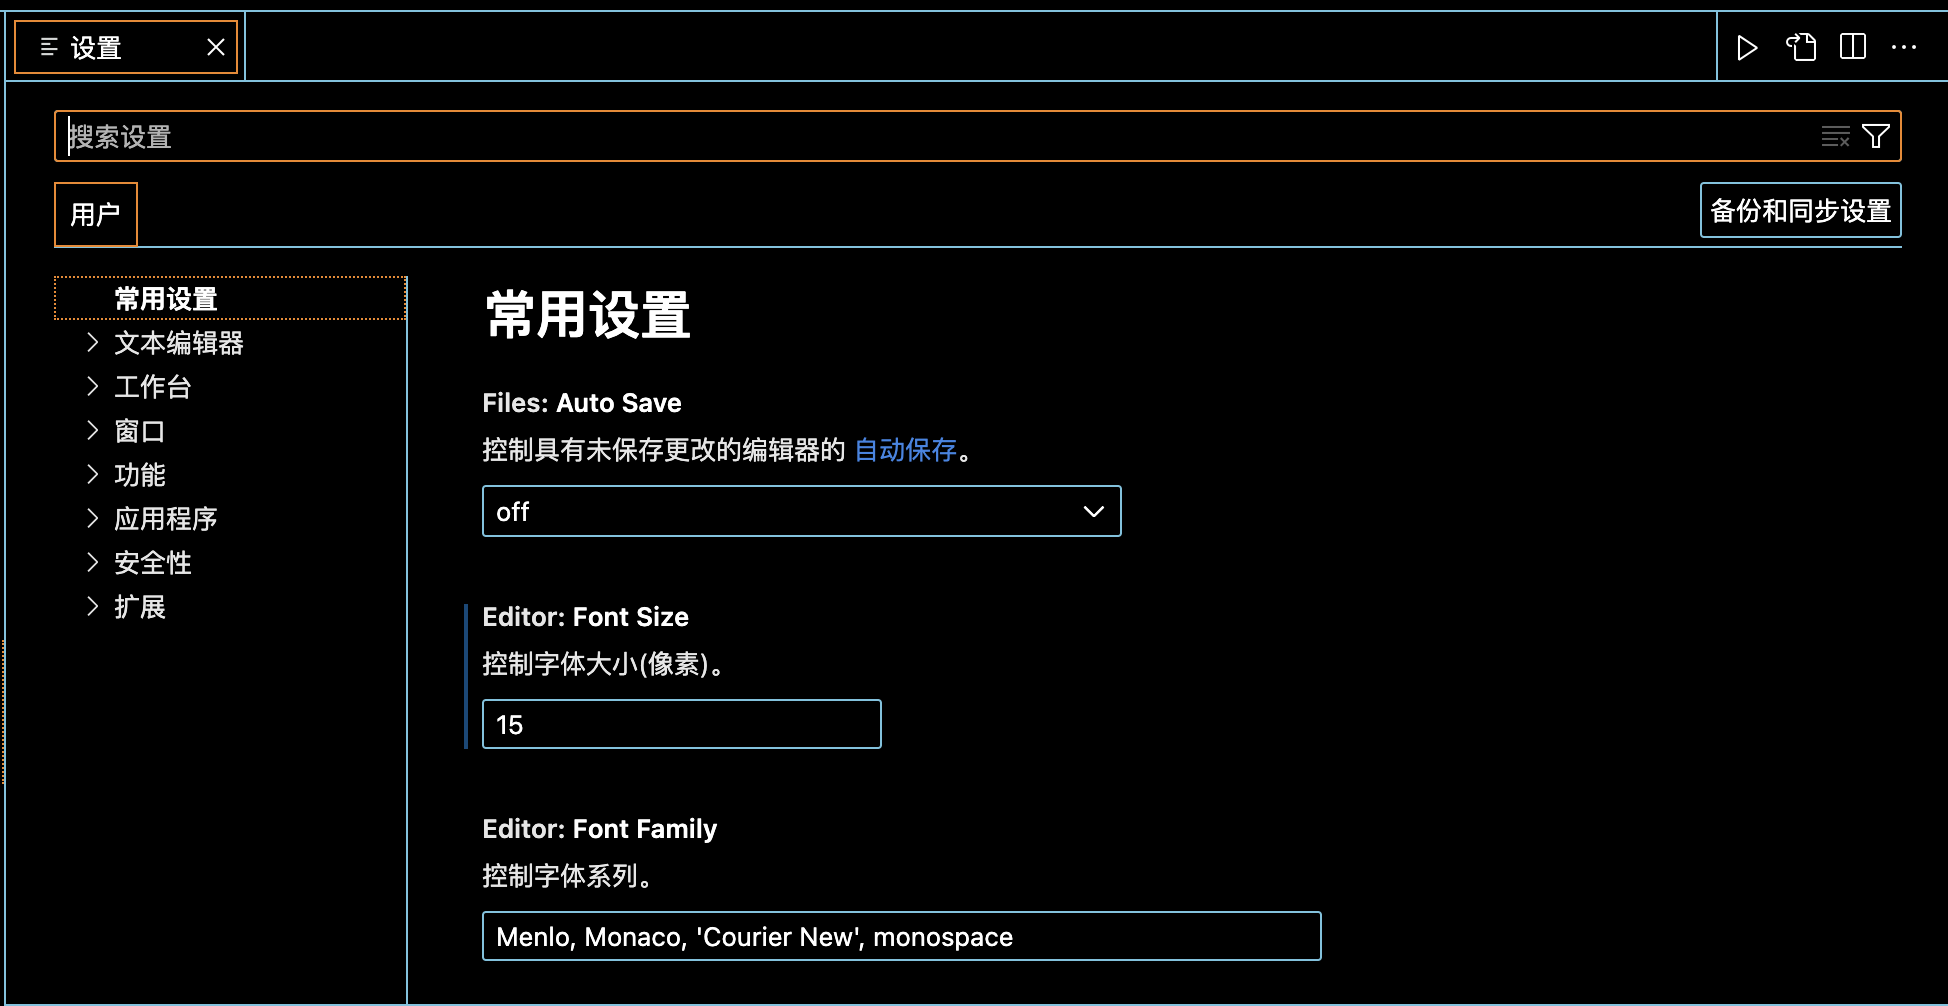 设置
搜索设置
用户
备份和同步设置
常用设置
文本编辑器
工作台
窗口
功能
应用程序
安全性
扩展
常用设置
Files: Auto Save
控制具有未保存更改的编辑器的 自动保存。
off
Editor: Font Size
控制字体大小(像素)。
15
Editor: Font Family
控制字体系列。
Menlo, Monaco, 'Courier New', monospace